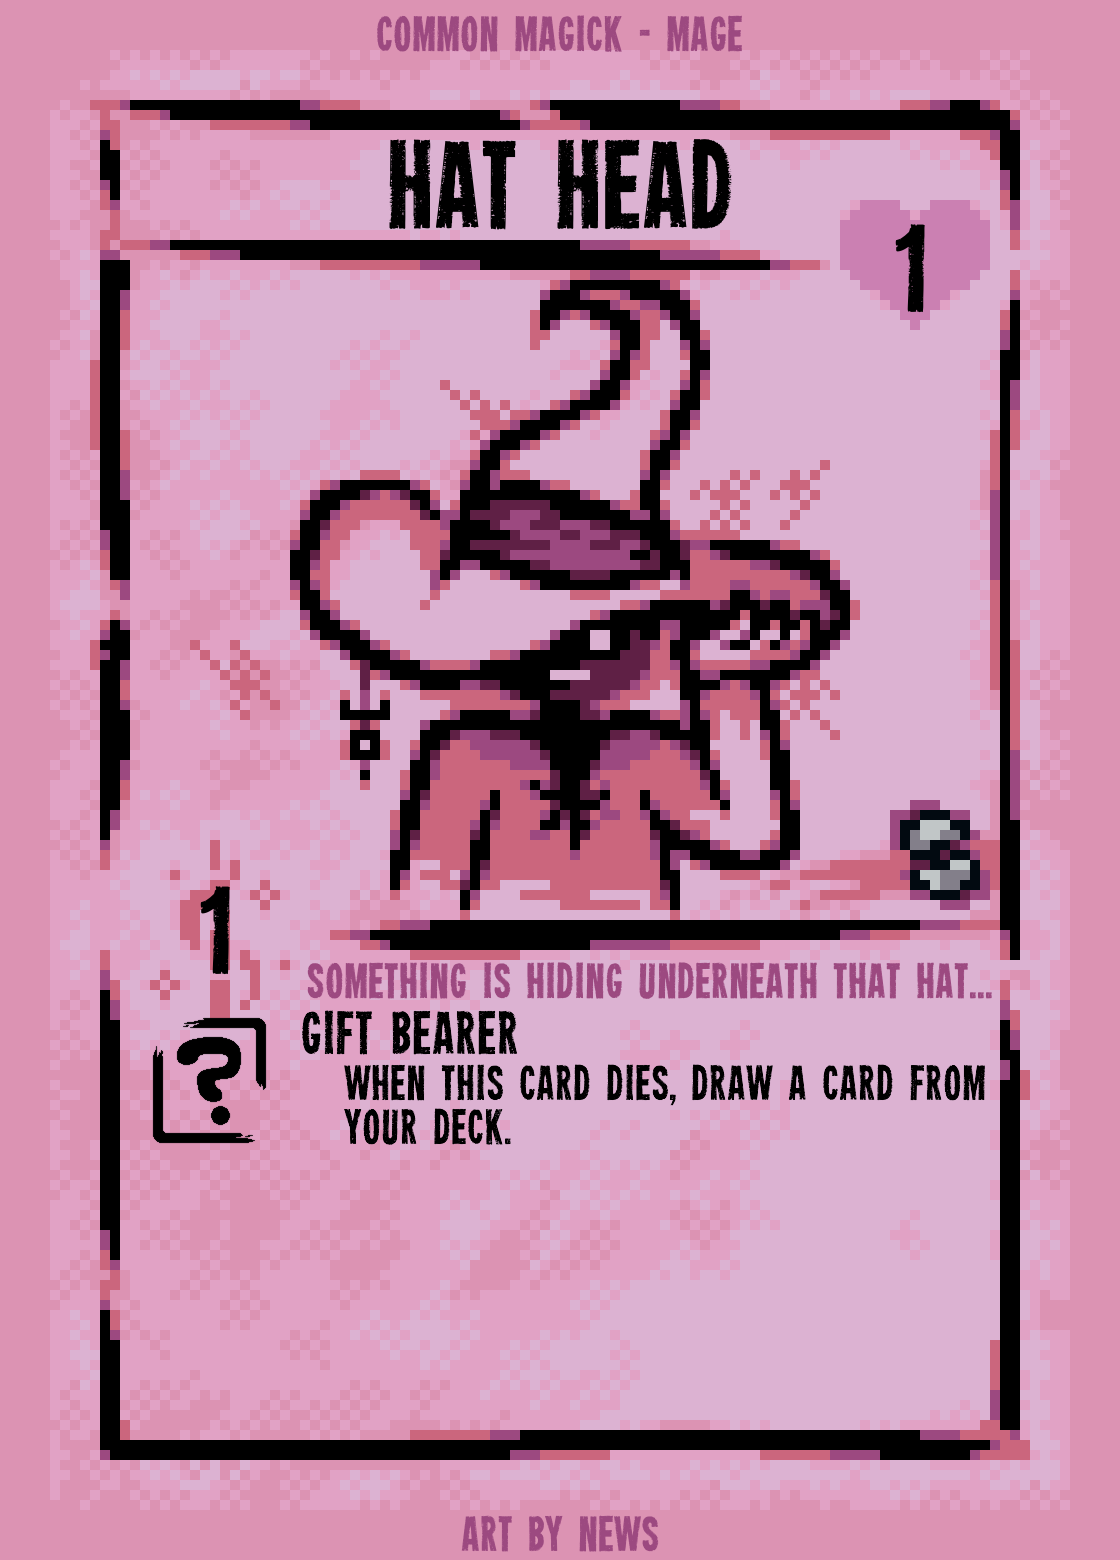 COMMON MAGICK - MAGE
HAT HEAD
1
1
SOMETHING IS HIDING UNDERNEATH THAT HAT...
GIFT BEARER
?
WHEN THIS CARD DIES, DRAW A CARD FROM
YOUR DECK.
ART BY NEWS